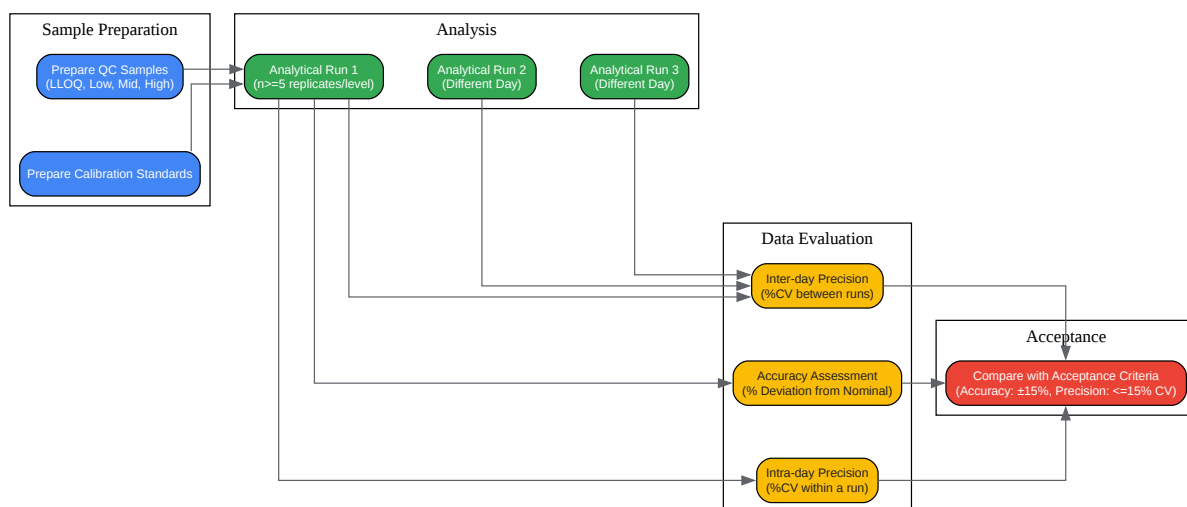 Sample Preparation
Prepare QC Samples
(LLOQ, Low, Mid, High)
Prepare Calibration Standards
Analysis
Analytical Run 1
(n>=5 replicates/level)
Analytical Run 2
(Different Day)
Analytical Run 3
(Different Day)
Data Evaluation
Inter-day Precision
(%CV between runs)
Accuracy Assessment
(% Deviation from Nominal)
Intra-day Precision
(%CV within a run)
Acceptance
Compare with Acceptance Criteria
(Accuracy: ±15%, Precision: <=15% CV)